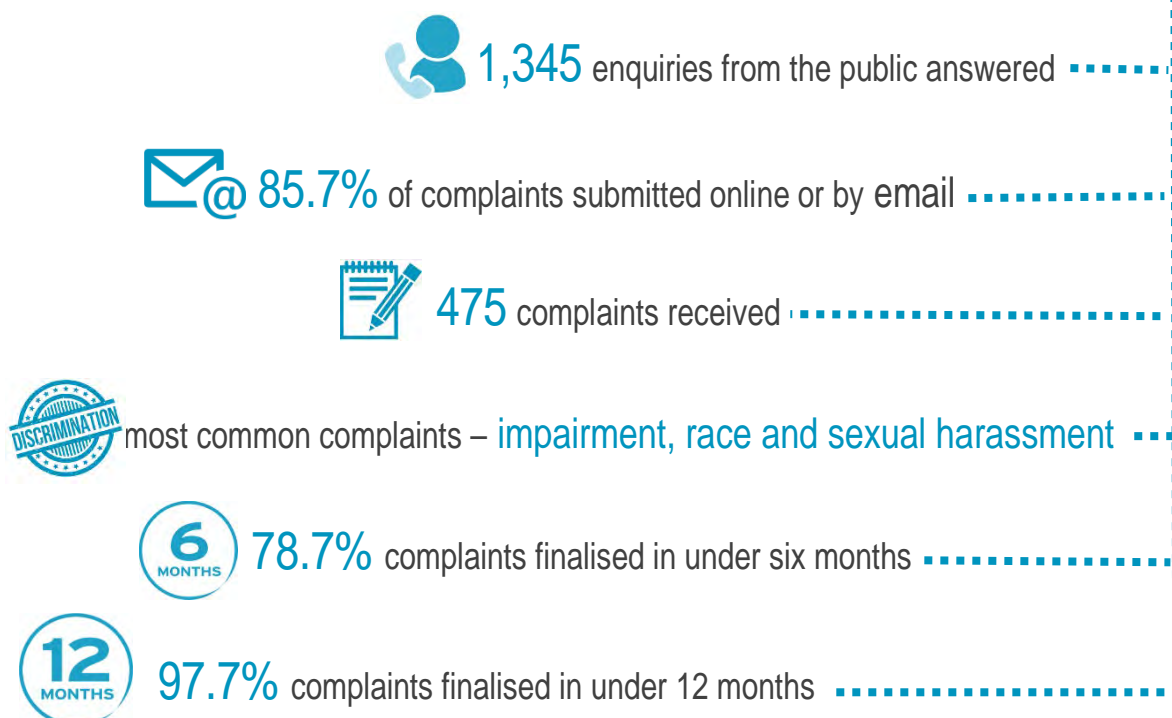 1,345 enquiries from the public answered
@ 85.7% of complaints submitted online or by email
475 complaints received
DISCRIMINATION most common complaints – impairment, race and sexual harassment
6 MONTHS 78.7% complaints finalised in under six months
12 MONTHS 97.7% complaints finalised in under 12 months